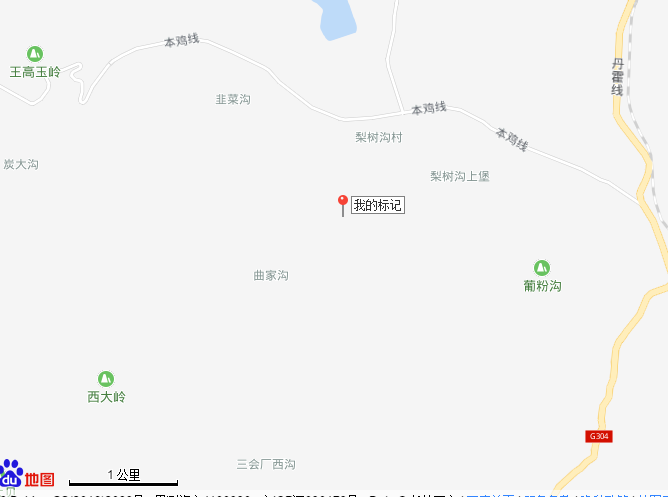 本鸡线
王高玉岭
丹霍线
韭菜沟
本鸡线
梨树沟村
本鸡线
炭大沟
梨树沟上堡
我的标记
曲家沟
葡粉沟
西大岭
G304
三会厂西沟
1 公里
du 地图